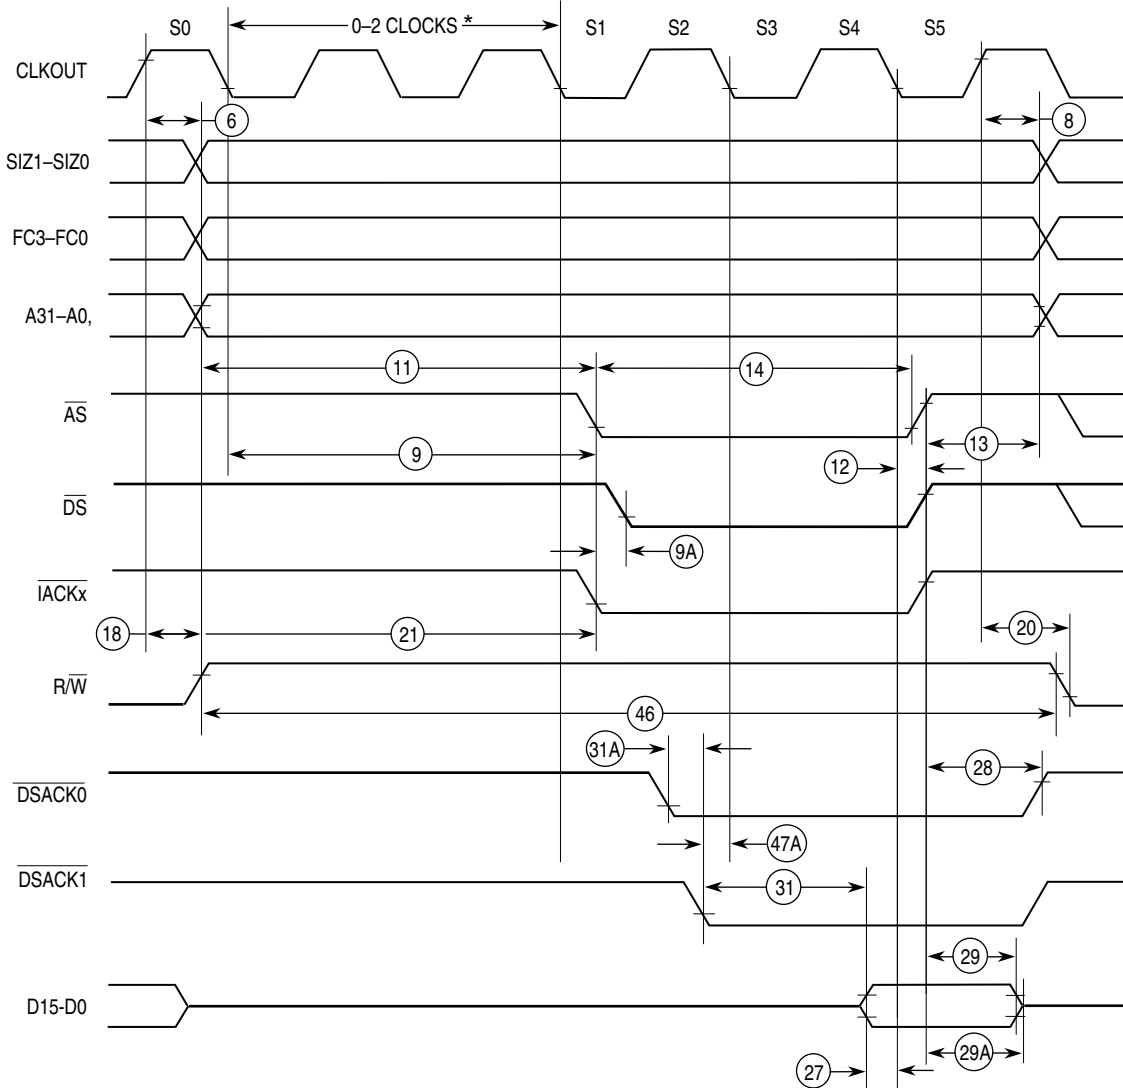 S0
0–2 CLOCKS *
S1
S2
S3
S4
S5
CLKOUT
6
8
SIZ1–SIZ0
FC3–FC0
A31–A0,
11
14
AS
9
12
13
DS
9A
IACKx
18
21
20
R/W
46
31A
28
DSACK0
47A
DSACK1
31
29
D15-D0
29A
27